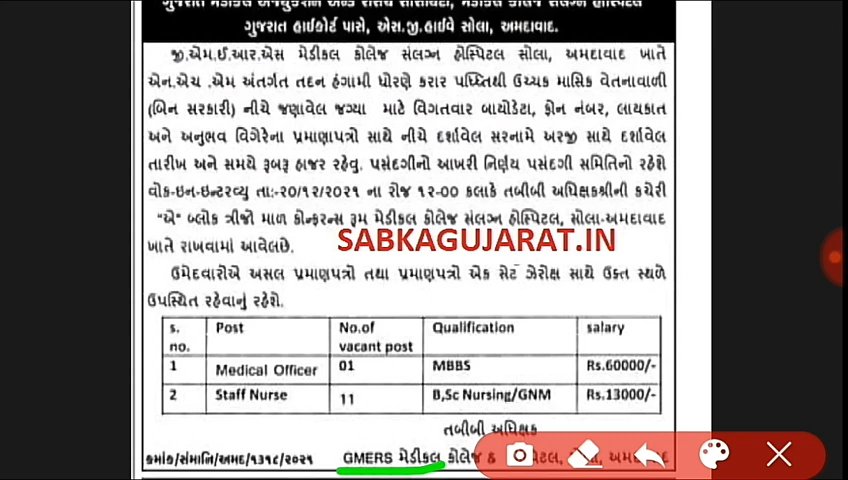 ગુજરાત હાઈકોર્ટ પાસે, એસ.જી.હાઈવે સોલા, અમદાવાદ.
જી.એમ.ઈ.આર.એસ મેડીકલ કોલેજ સંલગ્ન હોસ્પિટલ સોલા, અમદાવાદ ખાતે
એન.એચ .એમ અંતર્ગત તદન હંગામી ધોરણે કરાર પધ્ધ્તિથી ઉચ્ચક માસિક વેતનાવાળી
(બિન સરકારી) નીચે જણાવેલ જગ્યા માટે વિગતવાર બાયોડેટા, ફોન નંબર, લાયકાત
અને અનુભવ વિગેરેના પ્રમાણપત્રો સાથે નીચે દર્શાવેલ સરનામે અરજી સાથે દર્શાવેલ
તારીખ અને સમયે રૂબરૂ હાજર રહેવુ. પસંદગીનો આખરી નિર્ણય પસંદગી સમિતિનો રહેશે
વોક-ઇન-ઇન્ટરવ્યુ તા:-૨૦/૧૨/૨૦૨૧ ના રોજ ૧૨-00 કલાકે તબીબી અધિક્ષકશ્રીની કચેરી
"એ" બ્લોક ત્રીજો માળ કોન્ફરન્સ રૂમ મેડીકલ કોલેજ સંલગ્ન હોસ્પિટલ, સોલા-અમદાવાદ
ખાતે રાખવામાં આવેલછે.
SABKAGUJARAT.IN
ઉમેદવારોએ અસલ પ્રમાણપત્રો તથા પ્રમાણપત્રો એક સેટ ઝેરોક્ષ સાથે ઉક્ત સ્થળે
ઉપસ્થિત રહેવાનું રહેશે.
s. no. Post No.of vacant post Qualification salary
1 Medical Officer 01 MBBS Rs.60000/-
2 Staff Nurse 11 B,Sc Nursing/GNM Rs.13000/-
તબીબી અધિક્ષક
ક્રમાંક/સંમાનિ/અમદ/૧૩૧૮/૨૦૨૧ GMERS મેડીકલ કોલેજ